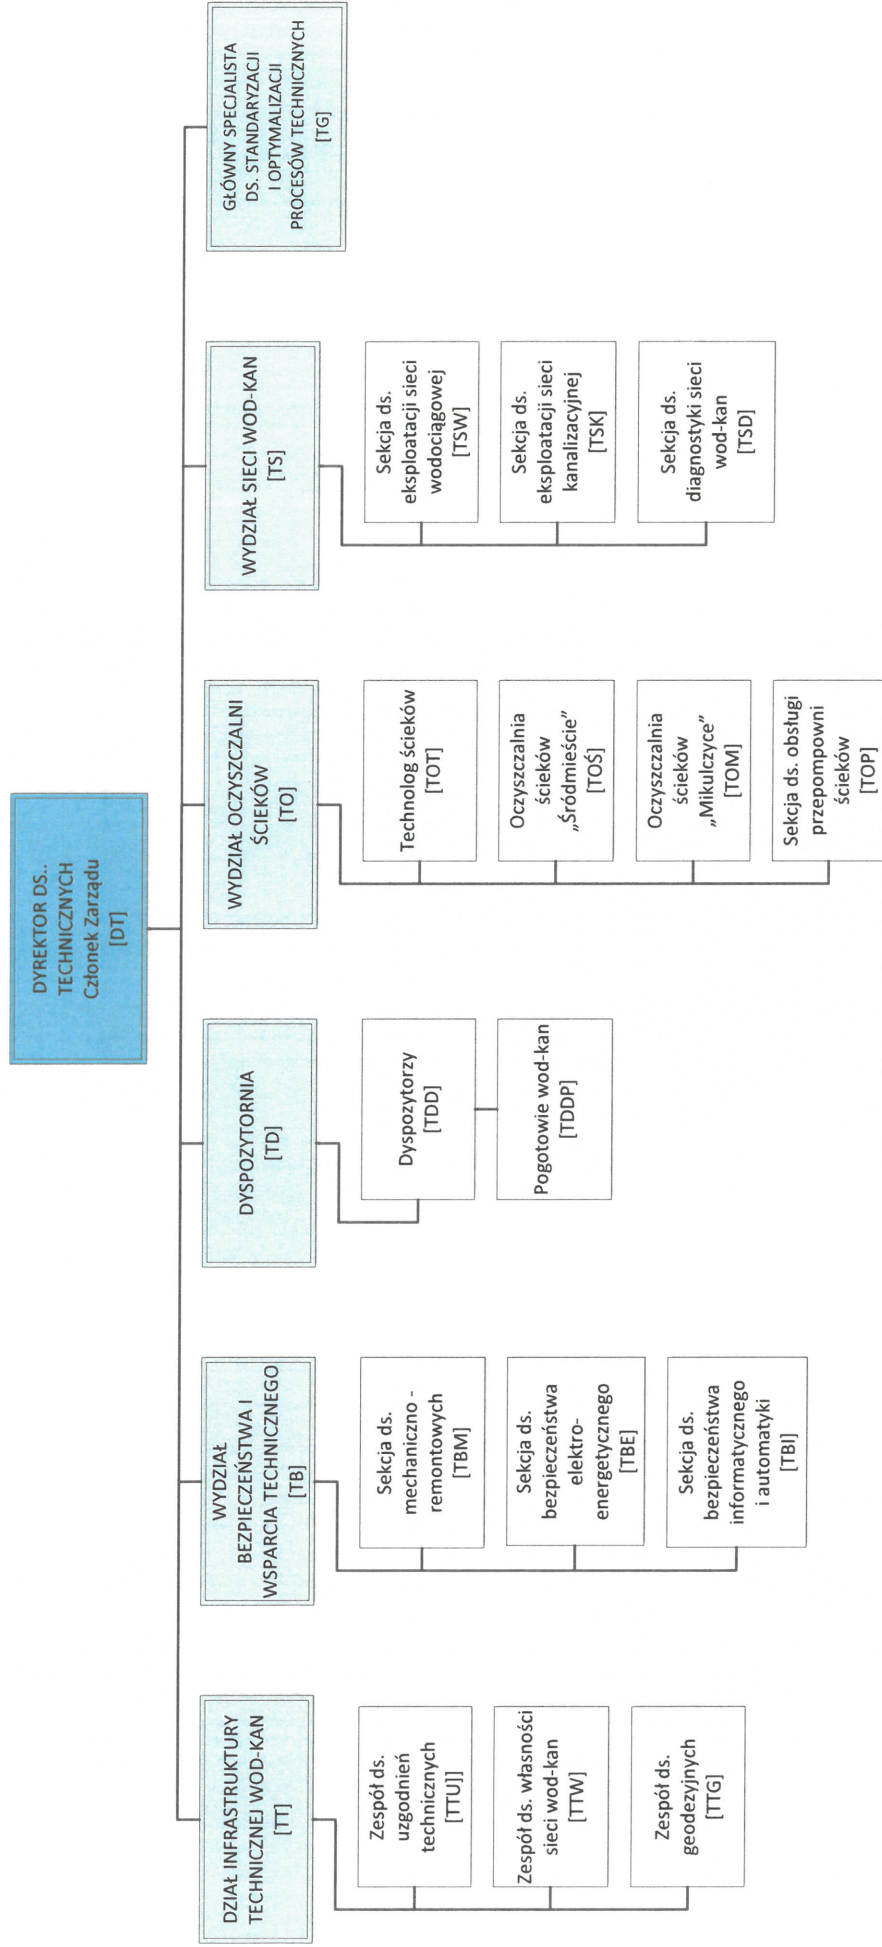 DYREKTOR DS..
TECHNICZNYCH
Członek Zarządu
[DT]
DZIAŁ INFRASTRUKTURY
TECHNICZNEJ WOD-KAN
[TT]
Zespół ds.
uzgodnień
technicznych
[TTU]]
Zespół ds. własności
sieci wod-kan
[TTW]
Zespół ds.
geodezyjnych
[TTG]
WYDZIAŁ
BEZPIECZEŃSTWA I
WSPARCIA TECHNICZNEGO
[TB]
Sekcja ds.
mechaniczno -
remontowych
[TBM]
Sekcja ds.
bezpieczeństwa
elektro-
energetycznego
[TBE]
Sekcja ds.
bezpieczeństwa
informatycznego
i automatyki
[TBI]
DYSPOZYTORNIA
[TD]
Dyspozytorzy
[TDD]
Pogotowie wod-kan
[TDDP]
WYDZIAŁ OCZYSZCZALNI
ŚCIEKÓW
[TO]
Technolog ścieków
[TOT]
Oczyszczalnia
ścieków
„Śródmieście”
[TOŚ]
Oczyszczalnia
ścieków
„Mikulczyce”
[TOM]
Sekcja ds. obsługi
przepompowni
ścieków
[TOP]
WYDZIAŁ SIECI WOD-KAN
[TS]
Sekcja ds.
eksploatacji sieci
wodociągowej
[TSW]
Sekcja ds.
eksploatacji sieci
kanalizacyjnej
[TSK]
Sekcja ds.
diagnostyki sieci
wod-kan
[TSD]
GŁÓWNY SPECJALISTA
DS. STANDARYZACJI
I OPTYMALIZACJI
PROCESÓW TECHNICZNYCH
[TG]